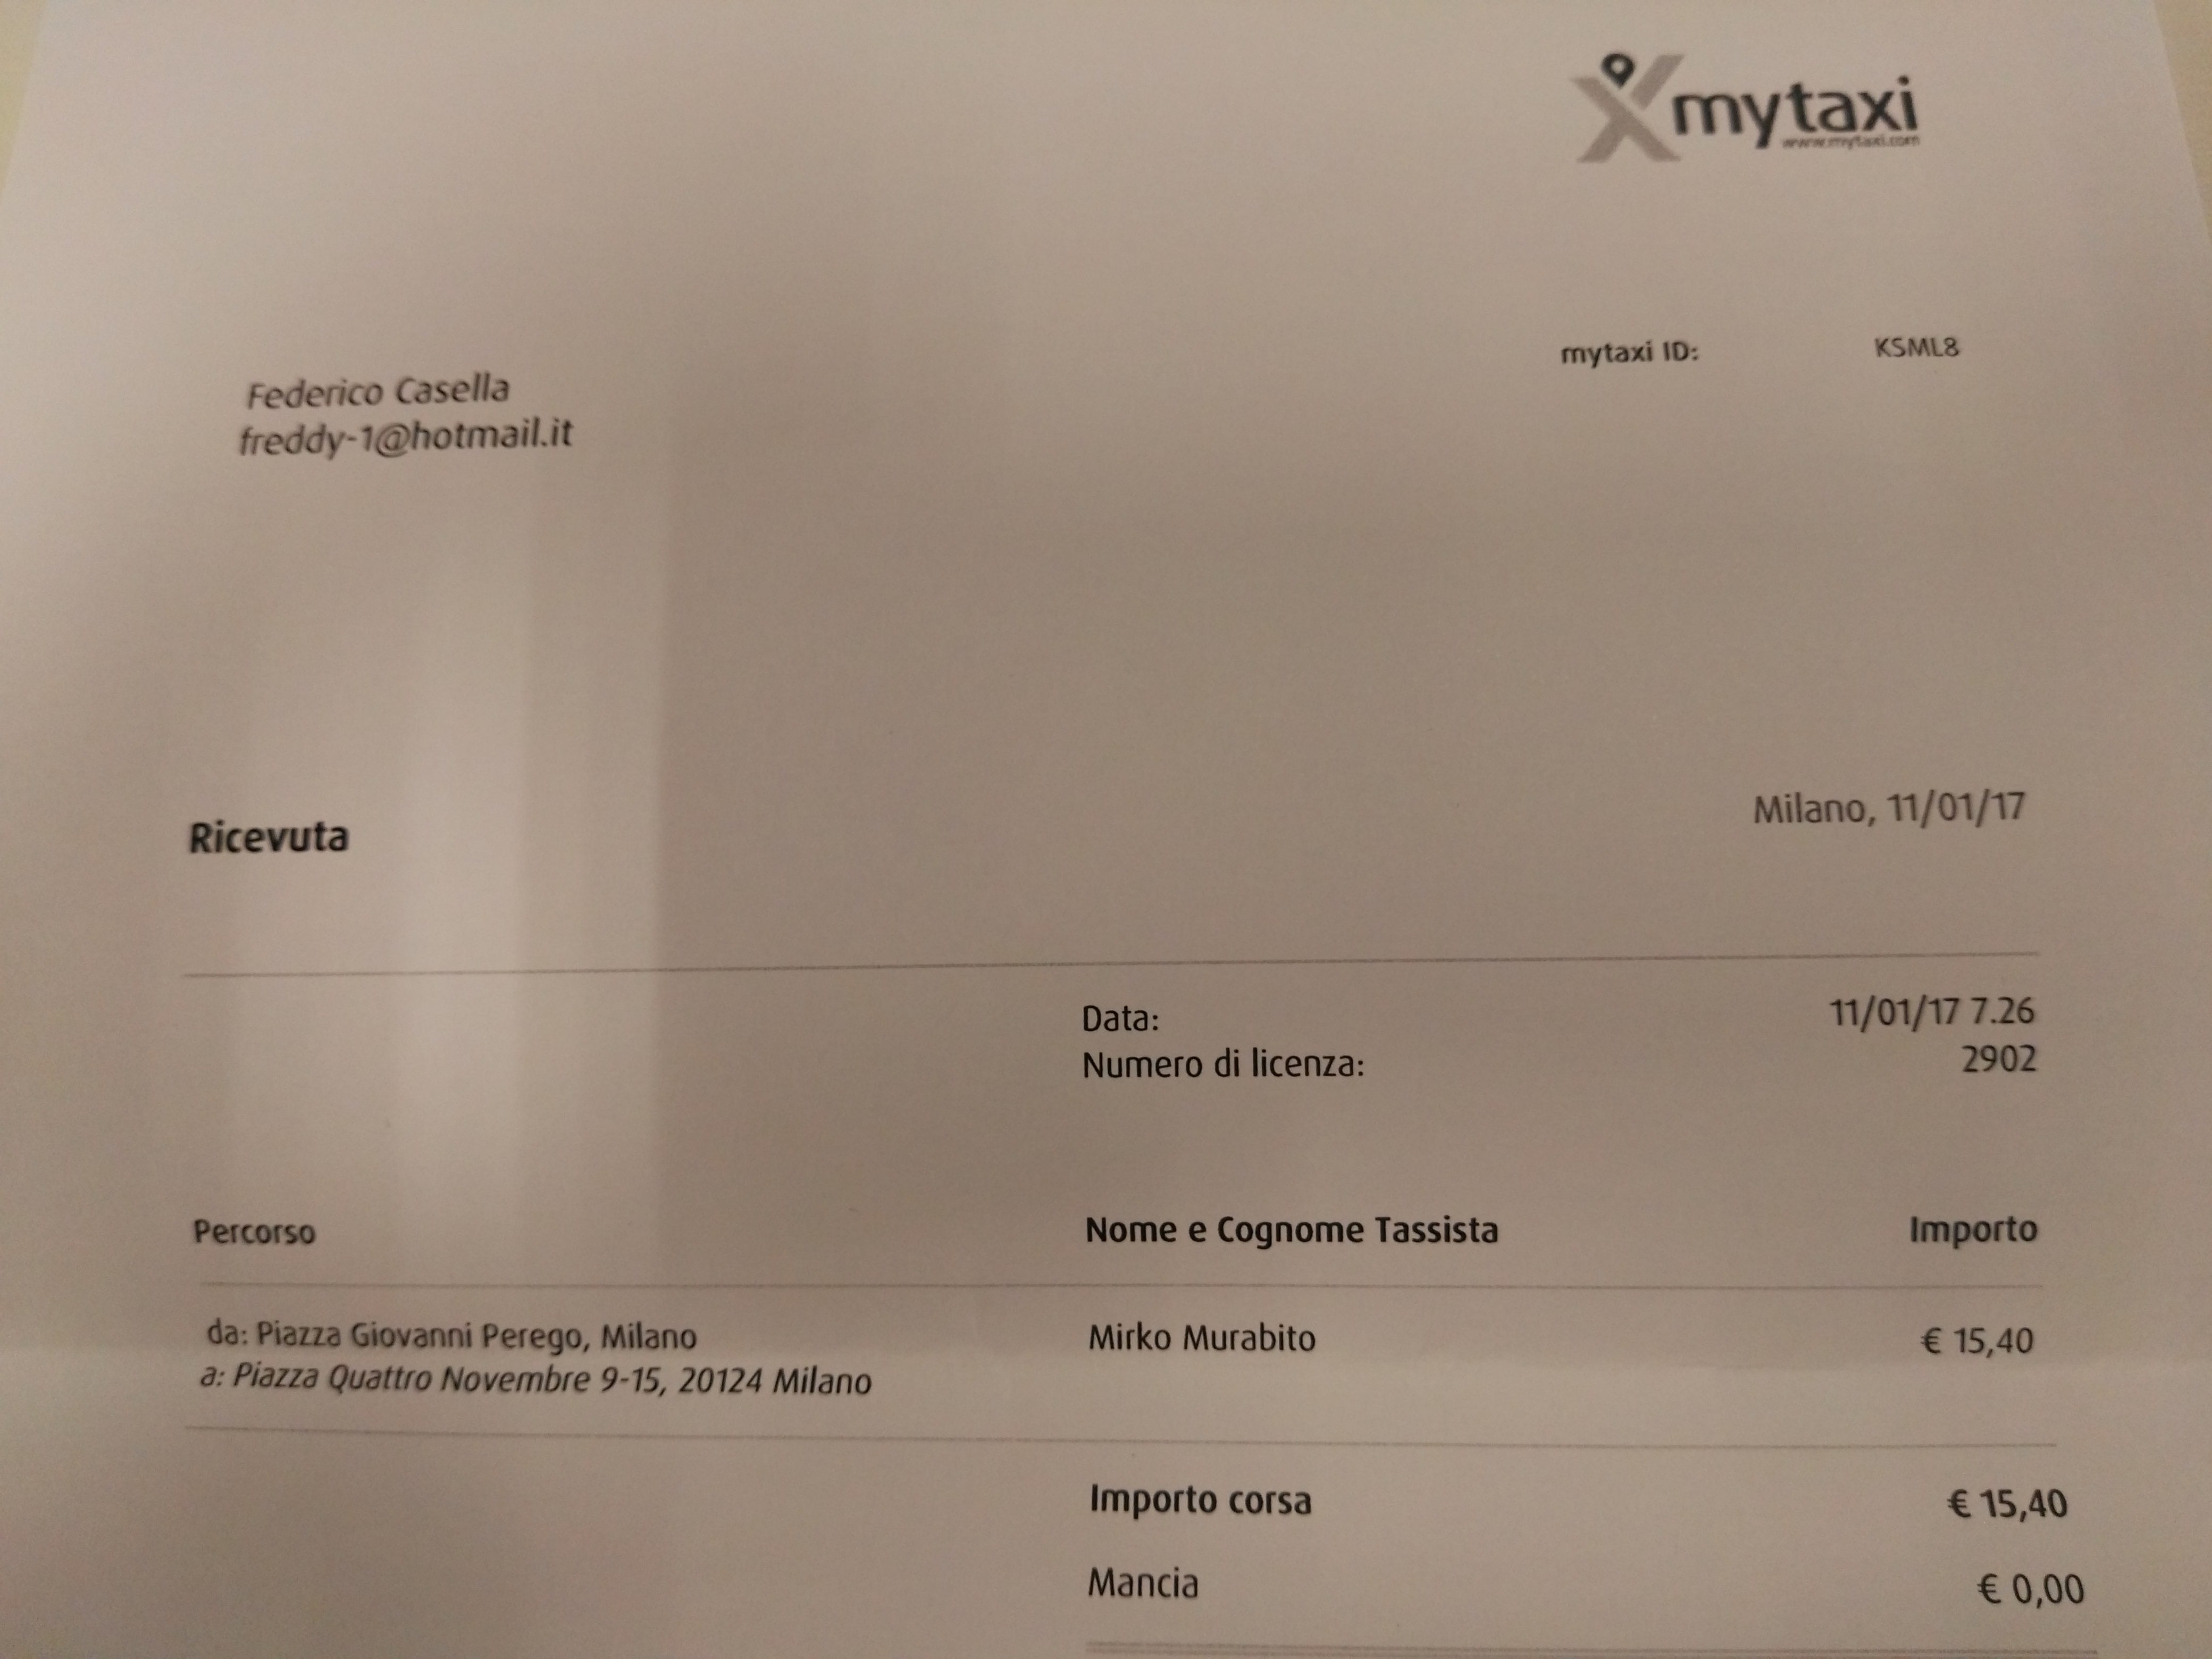 mytaxi
www.mytaxi.com
mytaxi ID: KSML8
Federico Casella
freddy-1@hotmail.it
Milano, 11/01/17
Ricevuta
Data: 11/01/17 7.26
Numero di licenza: 2902
Percorso Nome e Cognome Tassista Importo
da: Piazza Giovanni Perego, Milano Mirko Murabito € 15,40
a: Piazza Quattro Novembre 9-15, 20124 Milano
Importo corsa € 15,40
Mancia € 0,00